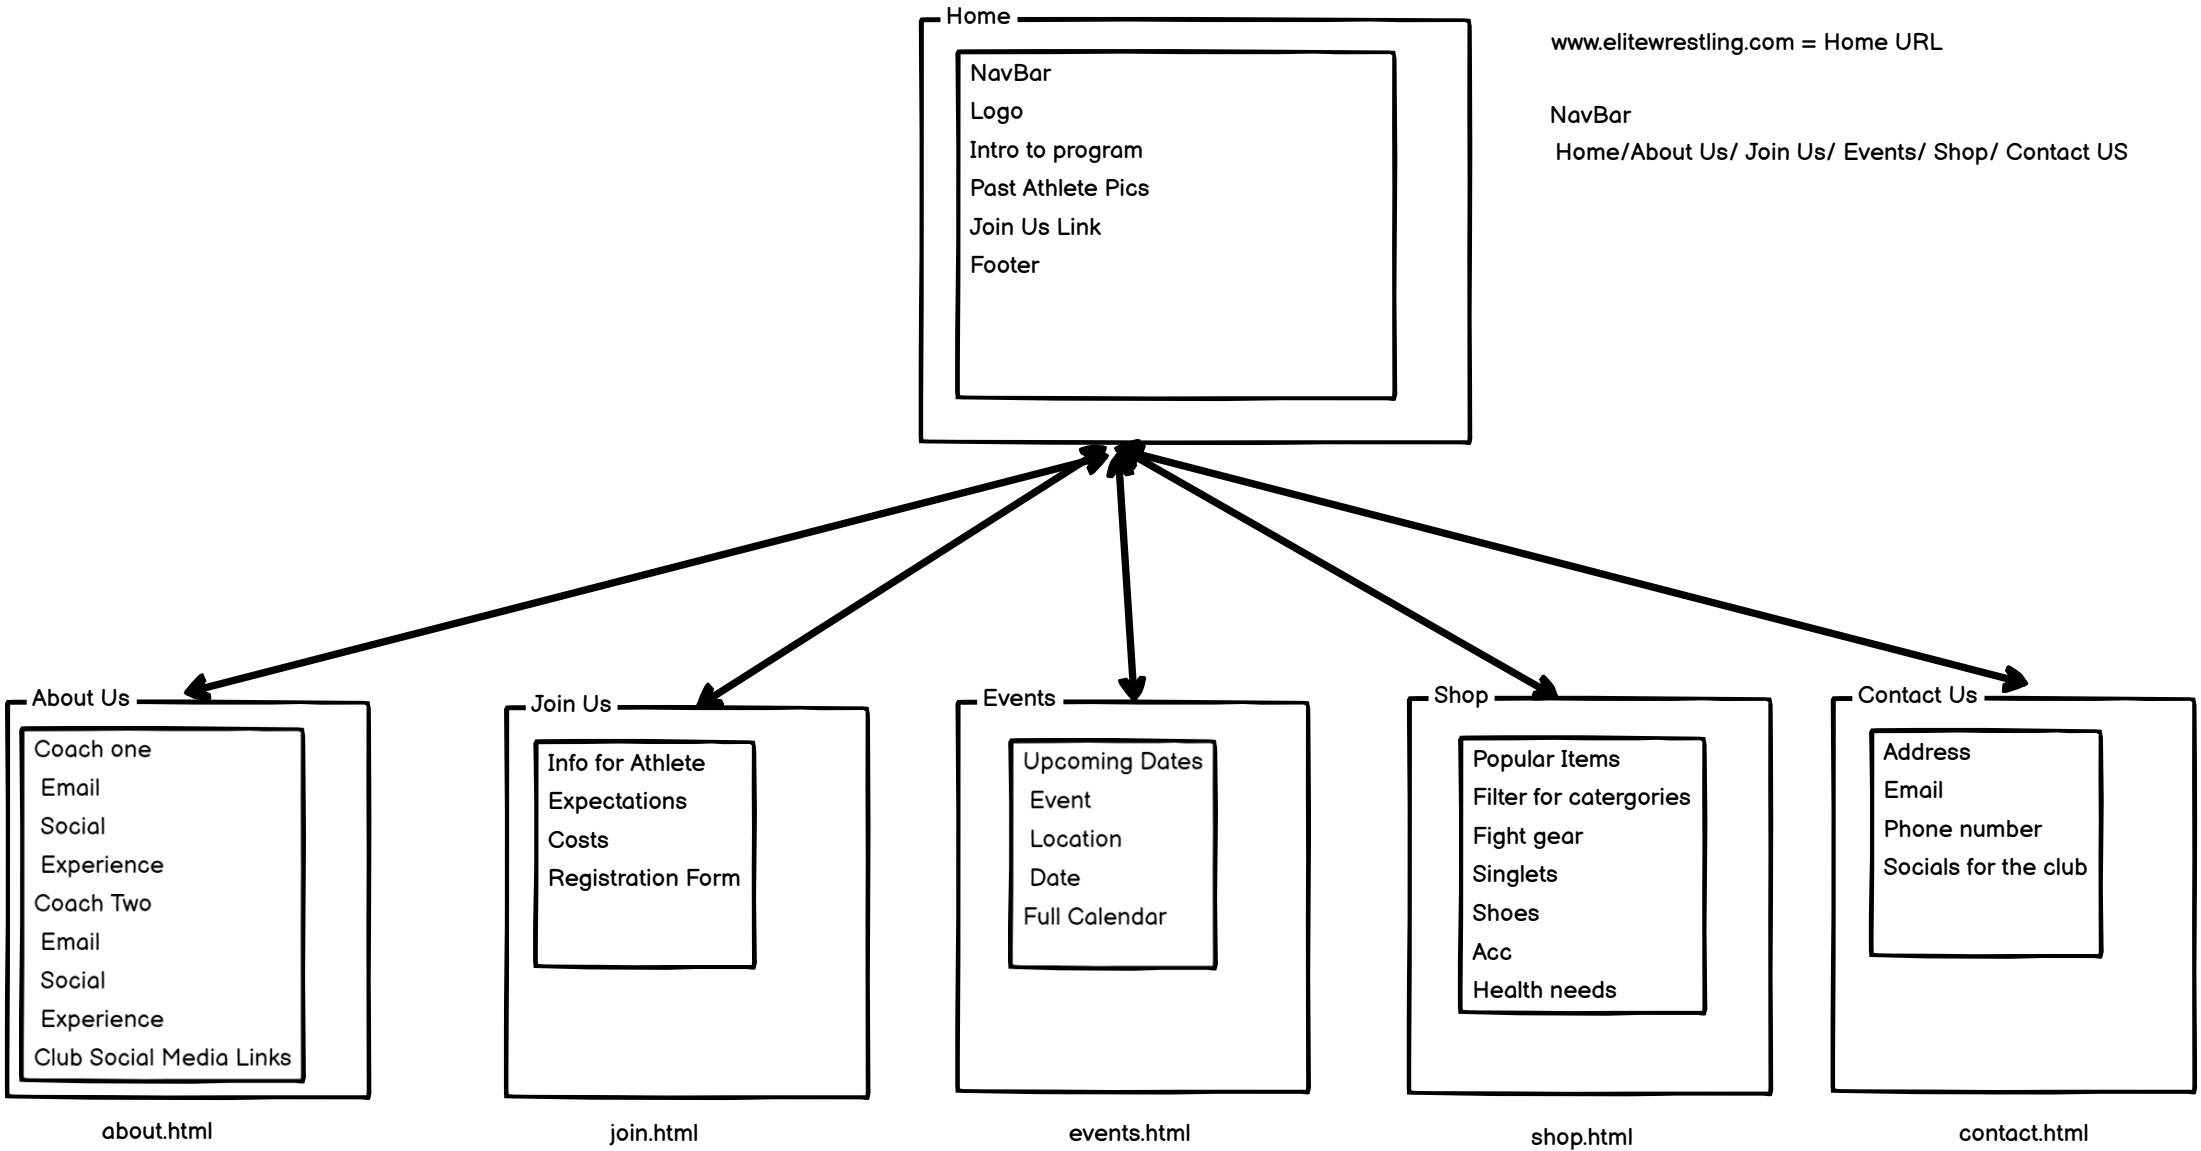 Home
NavBar
Logo
Intro to program
Past Athlete Pics
Join Us Link
Footer
www.elitewrestling.com = Home URL
NavBar
Home/About Us/ Join Us/ Events/ Shop/ Contact US
About Us
Coach one
Email
Social
Experience
Coach Two
Email
Social
Experience
Club Social Media Links
about.html
Join Us
Info for Athlete
Expectations
Costs
Registration Form
join.html
Events
Upcoming Dates
Event
Location
Date
Full Calendar
events.html
Shop
Popular Items
Filter for catergories
Fight gear
Singlets
Shoes
Acc
Health needs
shop.html
Contact Us
Address
Email
Phone number
Socials for the club
contact.html